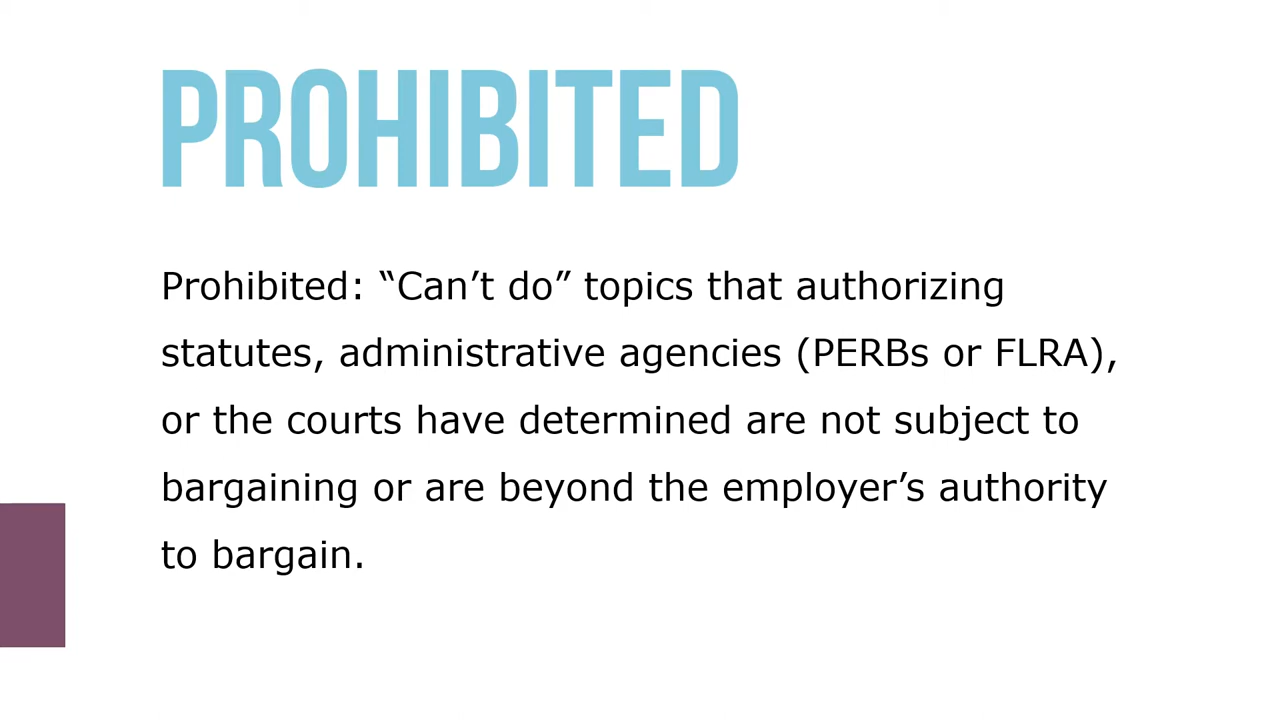 PROHIBITED
Prohibited: “Can’t do” topics that authorizing
statutes, administrative agencies (PERBs or FLRA),
or the courts have determined are not subject to
bargaining or are beyond the employer’s authority
to bargain.